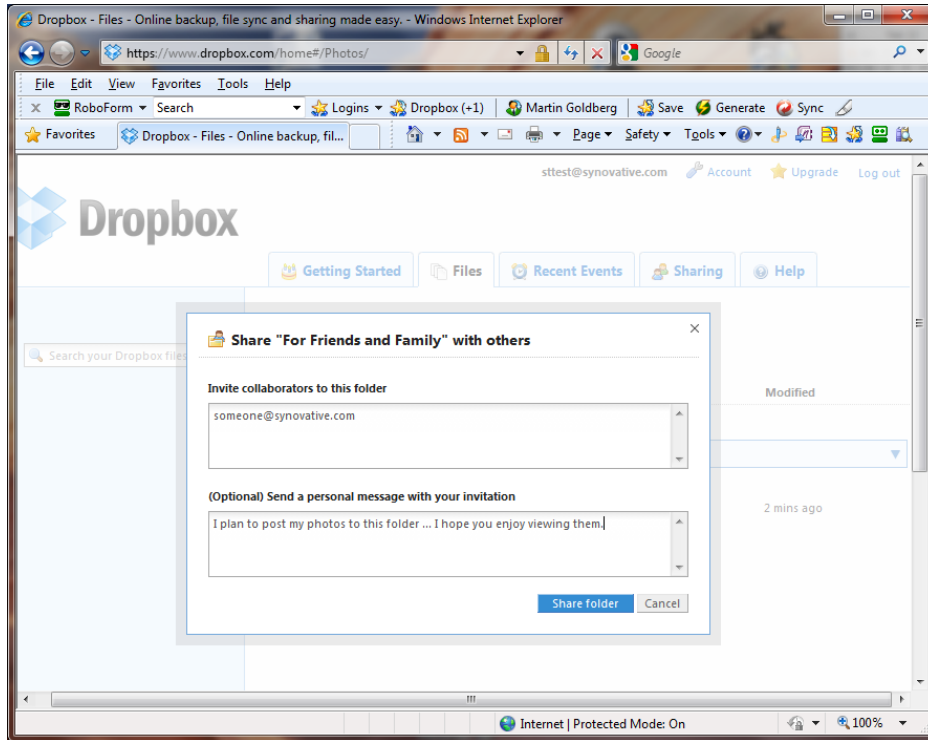 Dropbox - Files - Online backup, file sync and sharing made easy. - Windows Internet Explorer
https://www.dropbox.com/home#/Photos/
Google
File Edit View Favorites Tools Help
x RoboForm Search Logins Dropbox (+1) Martin Goldberg Save Generate Sync
Favorites Dropbox - Files - Online backup, fil... Page Safety Tools
sttest@synovative.com Account Upgrade Log out
Dropbox
Getting Started Files Recent Events Sharing Help
Share "For Friends and Family" with others
Search your Dropbox files
Invite collaborators to this folder
Modified
someone@synovative.com
(Optional) Send a personal message with your invitation
2 mins ago
I plan to post my photos to this folder ... I hope you enjoy viewing them.
Share folder Cancel
Internet | Protected Mode: On 100%